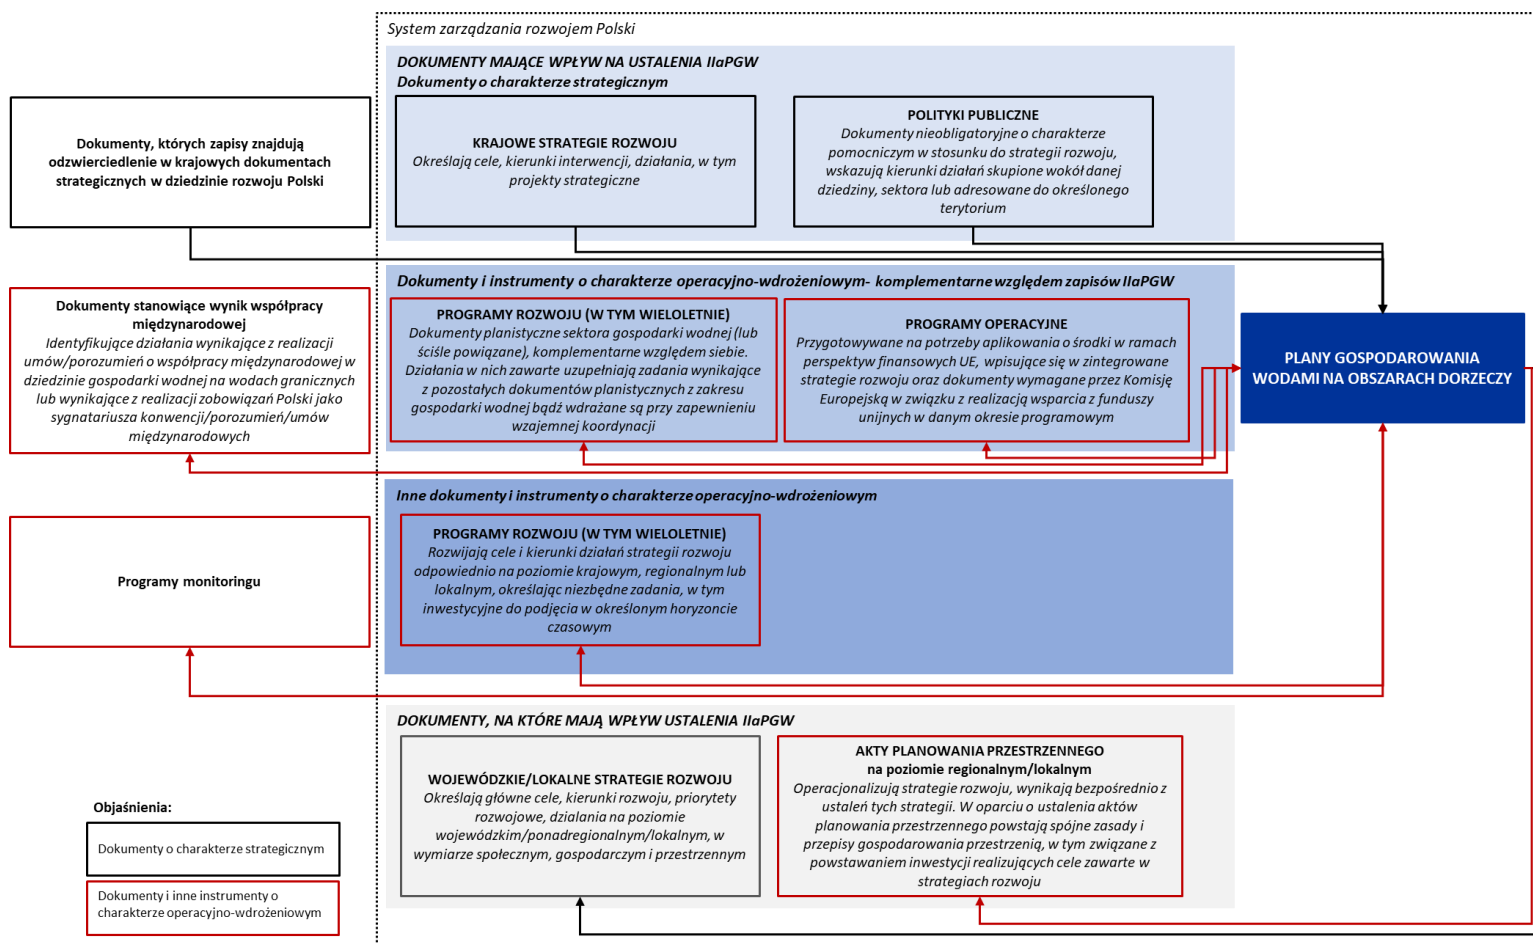 System zarządzania rozwojem Polski
DOKUMENTY MAJĄCE WPŁYW NA USTALENIA IIaPGW
Dokumenty o charakterze strategicznym
Dokumenty, których zapisy znajdują
odzwierciedlenie w krajowych dokumentach
strategicznych w dziedzinie rozwoju Polski
KRAJOWE STRATEGIE ROZWOJU
Określają cele, kierunki interwencji, działania, w tym
projekty strategiczne
POLITYKI PUBLICZNE
Dokumenty nieobligatoryjne o charakterze
pomocniczym w stosunku do strategii rozwoju,
wskazują kierunki działań skupione wokół danej
dziedziny, sektora lub adresowane do określonego
terytorium
Dokumenty i instrumenty o charakterze operacyjno-wdrożeniowym- komplementarne względem zapisów IIaPGW
Dokumenty stanowiące wynik współpracy
międzynarodowej
Identyfikujące działania wynikające z realizacji
umów/porozumień o współpracy międzynarodowej w
dziedzinie gospodarki wodnej na wodach granicznych
lub wynikające z realizacji zobowiązań Polski jako
sygnatariusza konwencji/porozumień/umów
międzynarodowych
PROGRAMY ROZWOJU (W TYM WIELOLETNIE)
Dokumenty planistyczne sektora gospodarki wodnej (lub
ściśle powiązane), komplementarne względem siebie.
Działania w nich zawarte uzupełniają zadania wynikające
z pozostałych dokumentów planistycznych z zakresu
gospodarki wodnej bądź wdrażane są przy zapewnieniu
wzajemnej koordynacji
PROGRAMY OPERACYJNE
Przygotowywane na potrzeby aplikowania o środki w ramach
perspektyw finansowych UE, wpisujące się w zintegrowane
strategie rozwoju oraz dokumenty wymagane przez Komisję
Europejską w związku z realizacją wsparcia z funduszy
unijnych w danym okresie programowym
PLANY GOSPODAROWANIA
WODAMI NA OBSZARACH DORZECZY
Inne dokumenty i instrumenty o charakterze operacyjno-wdrożeniowym
Programy monitoringu
PROGRAMY ROZWOJU (W TYM WIELOLETNIE)
Rozwijają cele i kierunki działań strategii rozwoju
odpowiednio na poziomie krajowym, regionalnym lub
lokalnym, określając niezbędne zadania, w tym
inwestycyjne do podjęcia w określonym horyzoncie
czasowym
DOKUMENTY, NA KTÓRE MAJĄ WPŁYW USTALENIA IIaPGW
WOJEWÓDZKIE/LOKALNE STRATEGIE ROZWOJU
Określają główne cele, kierunki rozwoju, priorytety
rozwojowe, dzialania na poziomie
wojewódzkim/ponadregionalnym/lokalnym, w
wymiarze społecznym, gospodarczym i przestrzennym
AKTY PLANOWANIA PRZESTRZENNEGO
na poziomie regionalnym/lokalnym
Operacjonalizują strategie rozwoju, wynikają bezpośrednio z
ustaleń tych strategii. W oparciu o ustalenia aktów
planowania przestrzennego powstają spójne zasady i
przepisy gospodarowania przestrzenią, w tym związane z
powstawaniem inwestycji realizujących cele zawarte w
strategiach rozwoju
Objaśnienia:
Dokumenty o charakterze strategicznym
Dokumenty i inne instrumenty o
charakterze operacyjno-wdrożeniowym